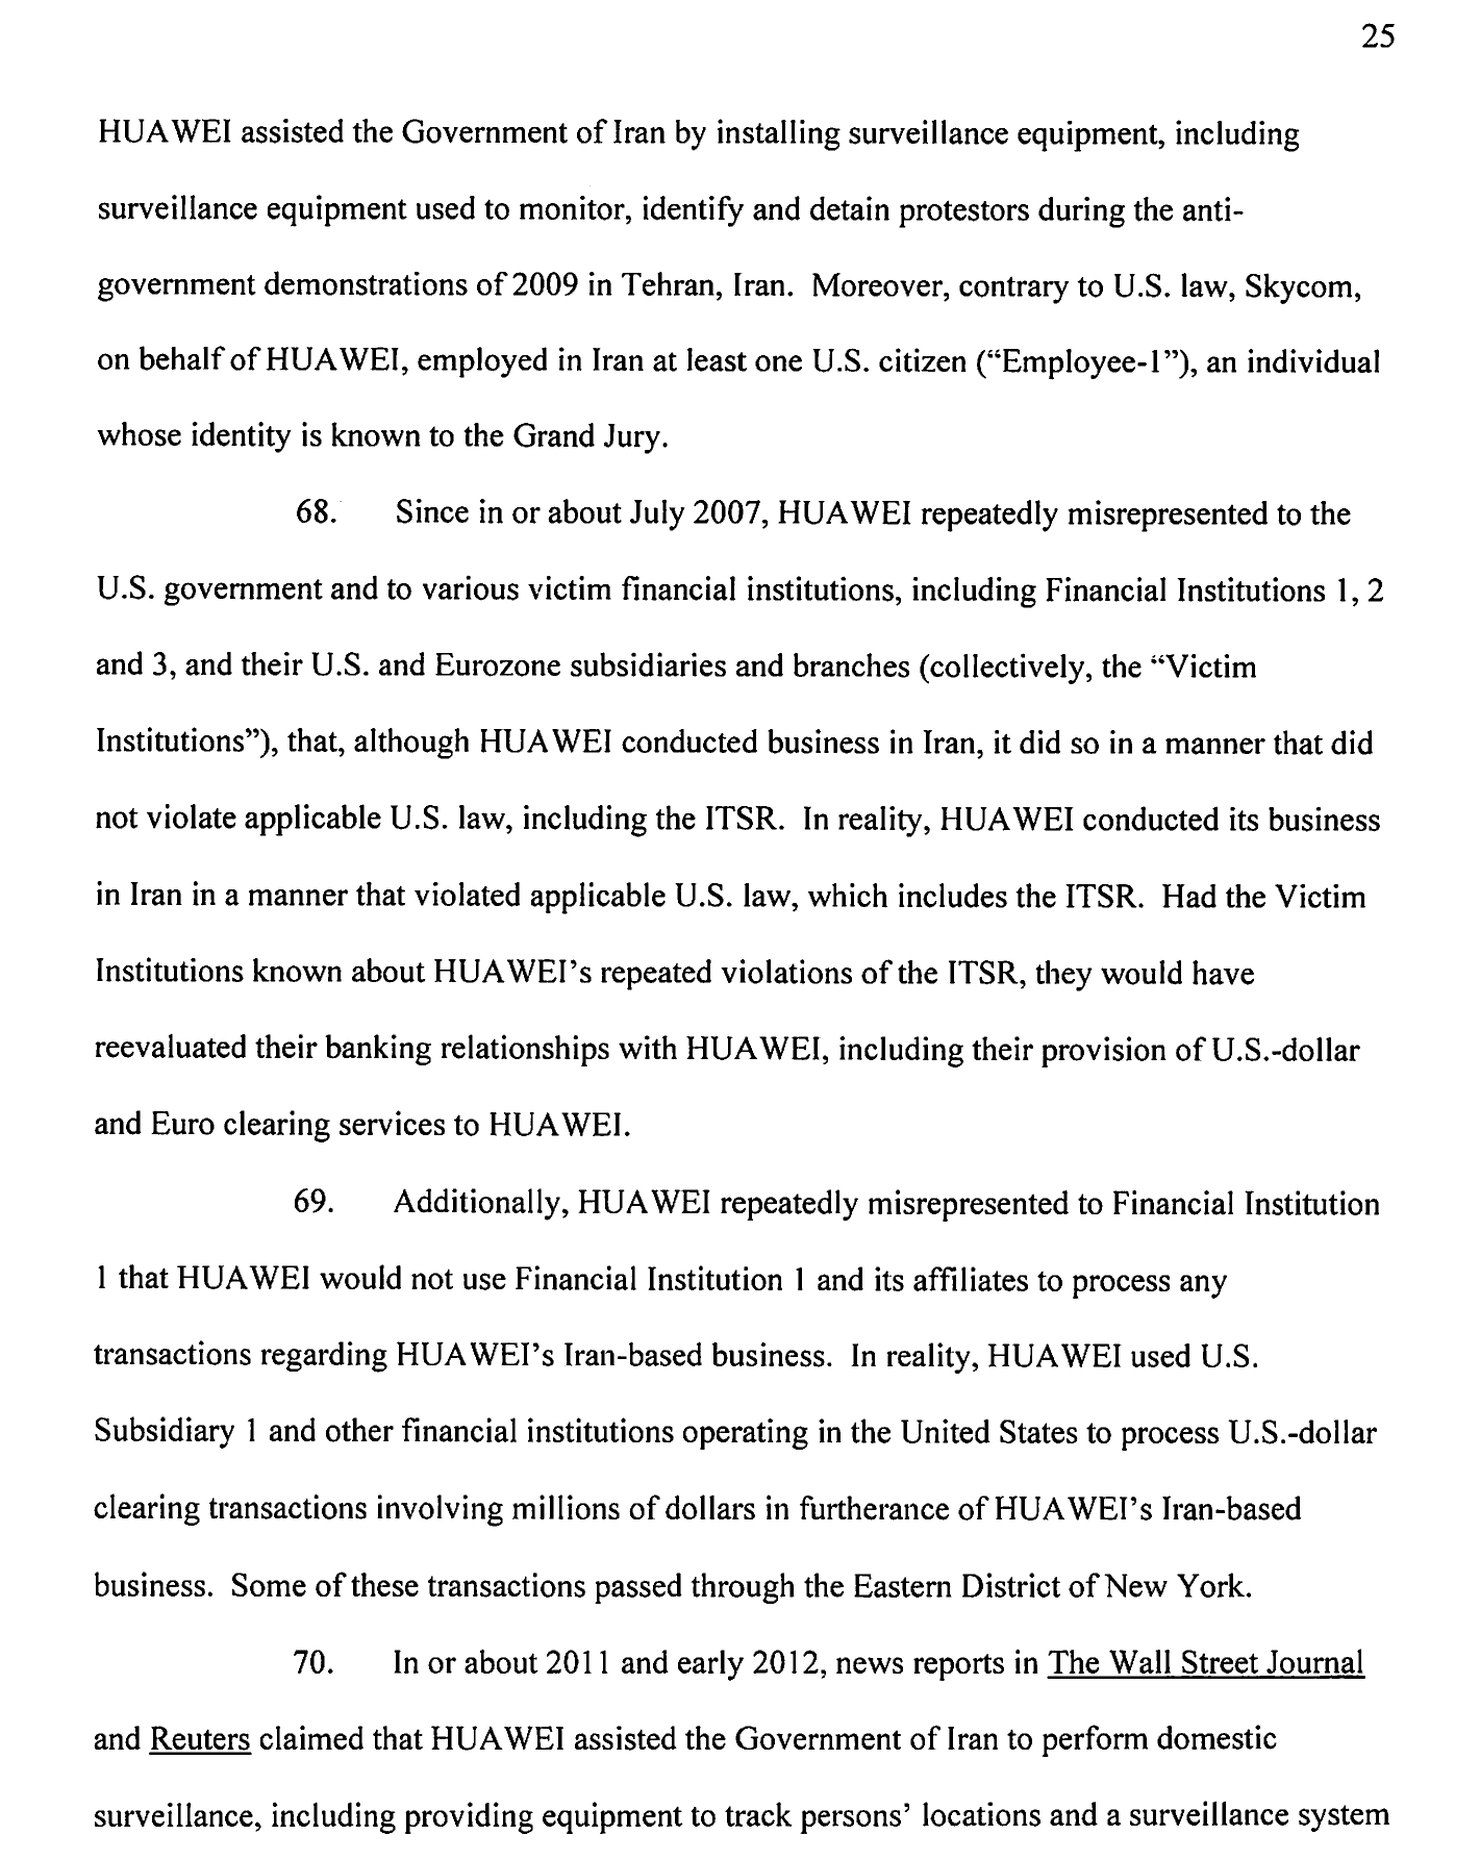 25
HUAWEI assisted the Government of Iran by installing surveillance equipment, including
surveillance equipment used to monitor, identify and detain protestors during the anti-
government demonstrations of 2009 in Tehran, Iran.  Moreover, contrary to U.S. law, Skycom,
on behalf of HUAWEI, employed in Iran at least one U.S. citizen (“Employee-1”), an individual
whose identity is known to the Grand Jury.
68. Since in or about July 2007, HUAWEI repeatedly misrepresented to the
U.S. government and to various victim financial institutions, including Financial Institutions 1, 2
and 3, and their U.S. and Eurozone subsidiaries and branches (collectively, the “Victim
Institutions”), that, although HUAWEI conducted business in Iran, it did so in a manner that did
not violate applicable U.S. law, including the ITSR.  In reality, HUAWEI conducted its business
in Iran in a manner that violated applicable U.S. law, which includes the ITSR.  Had the Victim
Institutions known about HUAWEI’s repeated violations of the ITSR, they would have
reevaluated their banking relationships with HUAWEI, including their provision of U.S.-dollar
and Euro clearing services to HUAWEI.
69. Additionally, HUAWEI repeatedly misrepresented to Financial Institution
1 that HUAWEI would not use Financial Institution 1 and its affiliates to process any
transactions regarding HUAWEI’s Iran-based business.  In reality, HUAWEI used U.S.
Subsidiary 1 and other financial institutions operating in the United States to process U.S.-dollar
clearing transactions involving millions of dollars in furtherance of HUAWEI’s Iran-based
business.  Some of these transactions passed through the Eastern District of New York.
70. In or about 2011 and early 2012, news reports in The Wall Street Journal
and Reuters claimed that HUAWEI assisted the Government of Iran to perform domestic
surveillance, including providing equipment to track persons’ locations and a surveillance system